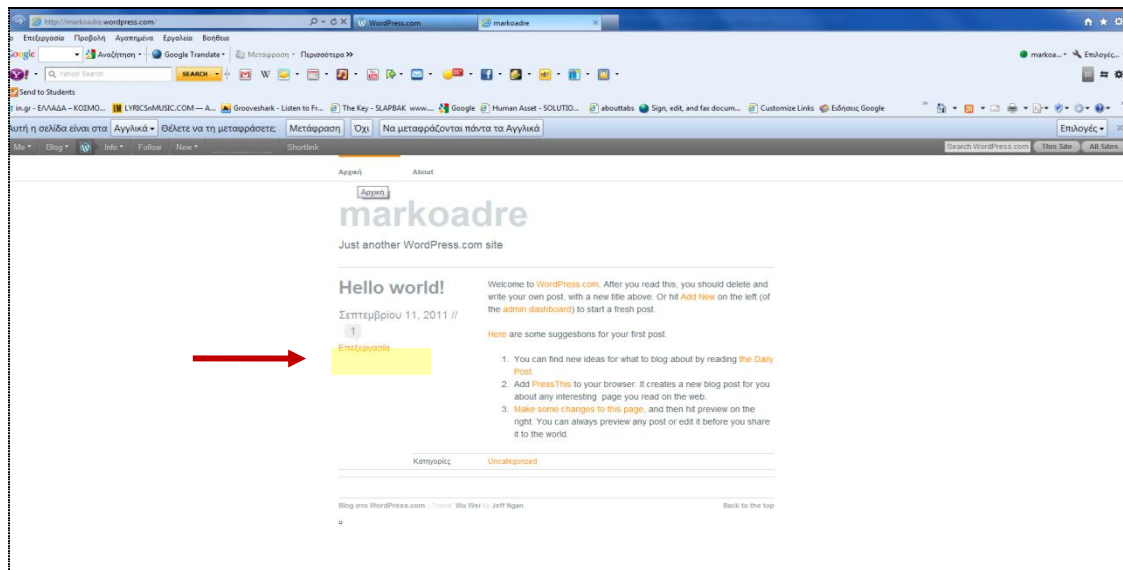 http://markoadre.wordpress.com/
WordPress.com
markoadre
Επεξεργασία Προβολή Αγαπημένα Εργαλεία Βοήθεια
Αναζήτηση Google Translate Μετάφραση Περισσότερα >>
markoa... Επιλογές...
Yahoo! Search SEARCH W
Send to Students
in.gr - ΕΛΛΑΔΑ - ΚΟΣΜΟ... LYRICSnMUSIC.COM — A... Grooveshark - Listen to Fr... The Key - SLAPBAK www.... Google Human Asset - SOLUTIO... abouttabs Sign, edit, and fax docum... Customize Links Ειδήσεις Google
Αυτή η σελίδα είναι στα Αγγλικά Θέλετε να τη μεταφράσετε; Μετάφραση Όχι Να μεταφράζονται πάντα τα Αγγλικά Επιλογές
Me Blog Info Follow New Shortlink Search WordPress.com This Site All Sites
Αρχική About
Αρχική
markoadre
Just another WordPress.com site
Hello world!
Σεπτεμβρίου 11, 2011 //
1
Επεξεργασία
Welcome to WordPress.com. After you read this, you should delete and
write your own post, with a new title above. Or hit Add New on the left (of
the admin dashboard) to start a fresh post.
Here are some suggestions for your first post.
1. You can find new ideas for what to blog about by reading the Daily
Post.
2. Add PressThis to your browser. It creates a new blog post for you
about any interesting page you read on the web.
3. Make some changes to this page, and then hit preview on the
right. You can always preview any post or edit it before you share
it to the world.
Κατηγορίες Uncategorized
Blog στο WordPress.com | Theme: Wu Wei by Jeff Ngan. Back to the top